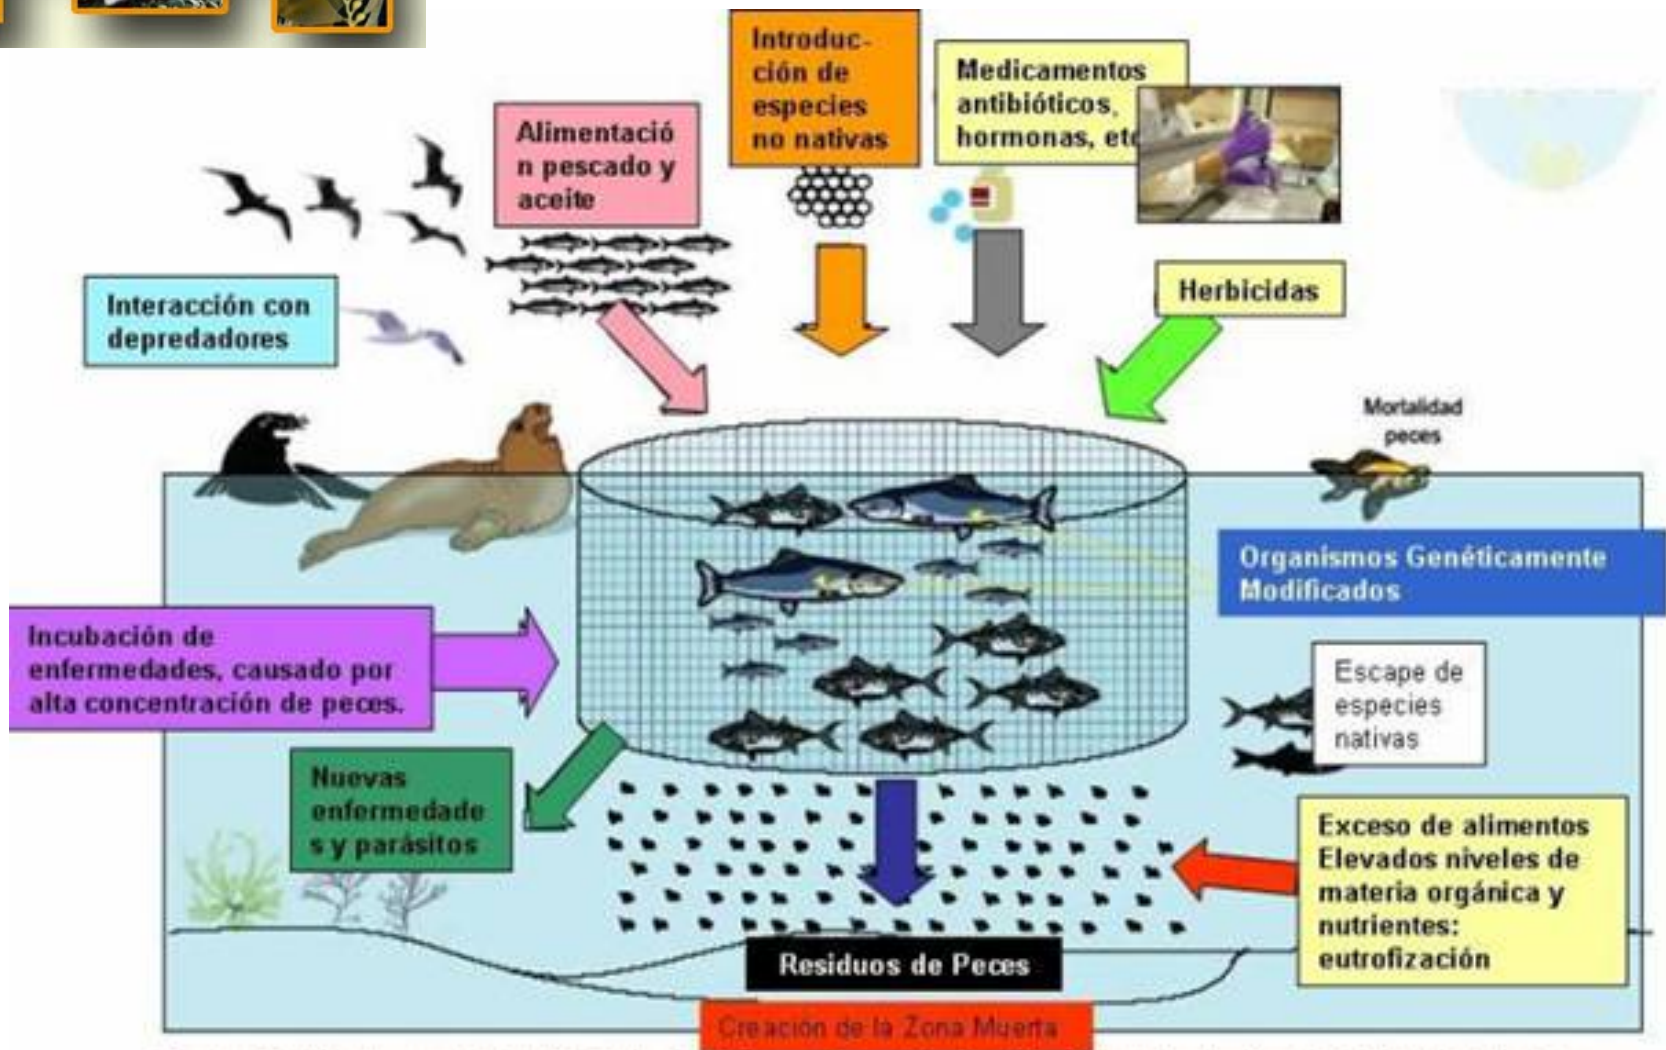 Introduc-
ción de
especies
no nativas
Medicamentos
antibióticos,
hormonas, etc
Alimentació
n pescado y
aceite
Herbicidas
Interacción con
depredadores
Mortalidad
peces
Organismos Genéticamente
Modificados
Incubación de
enfermedades, causado por
alta concentración de peces.
Escape de
especies
nativas
Nuevas
enfermedade
s y parásitos
Exceso de alimentos
Elevados niveles de
materia orgánica y
nutrientes:
eutrofización
Residuos de Peces
Creación de la Zona Muerta